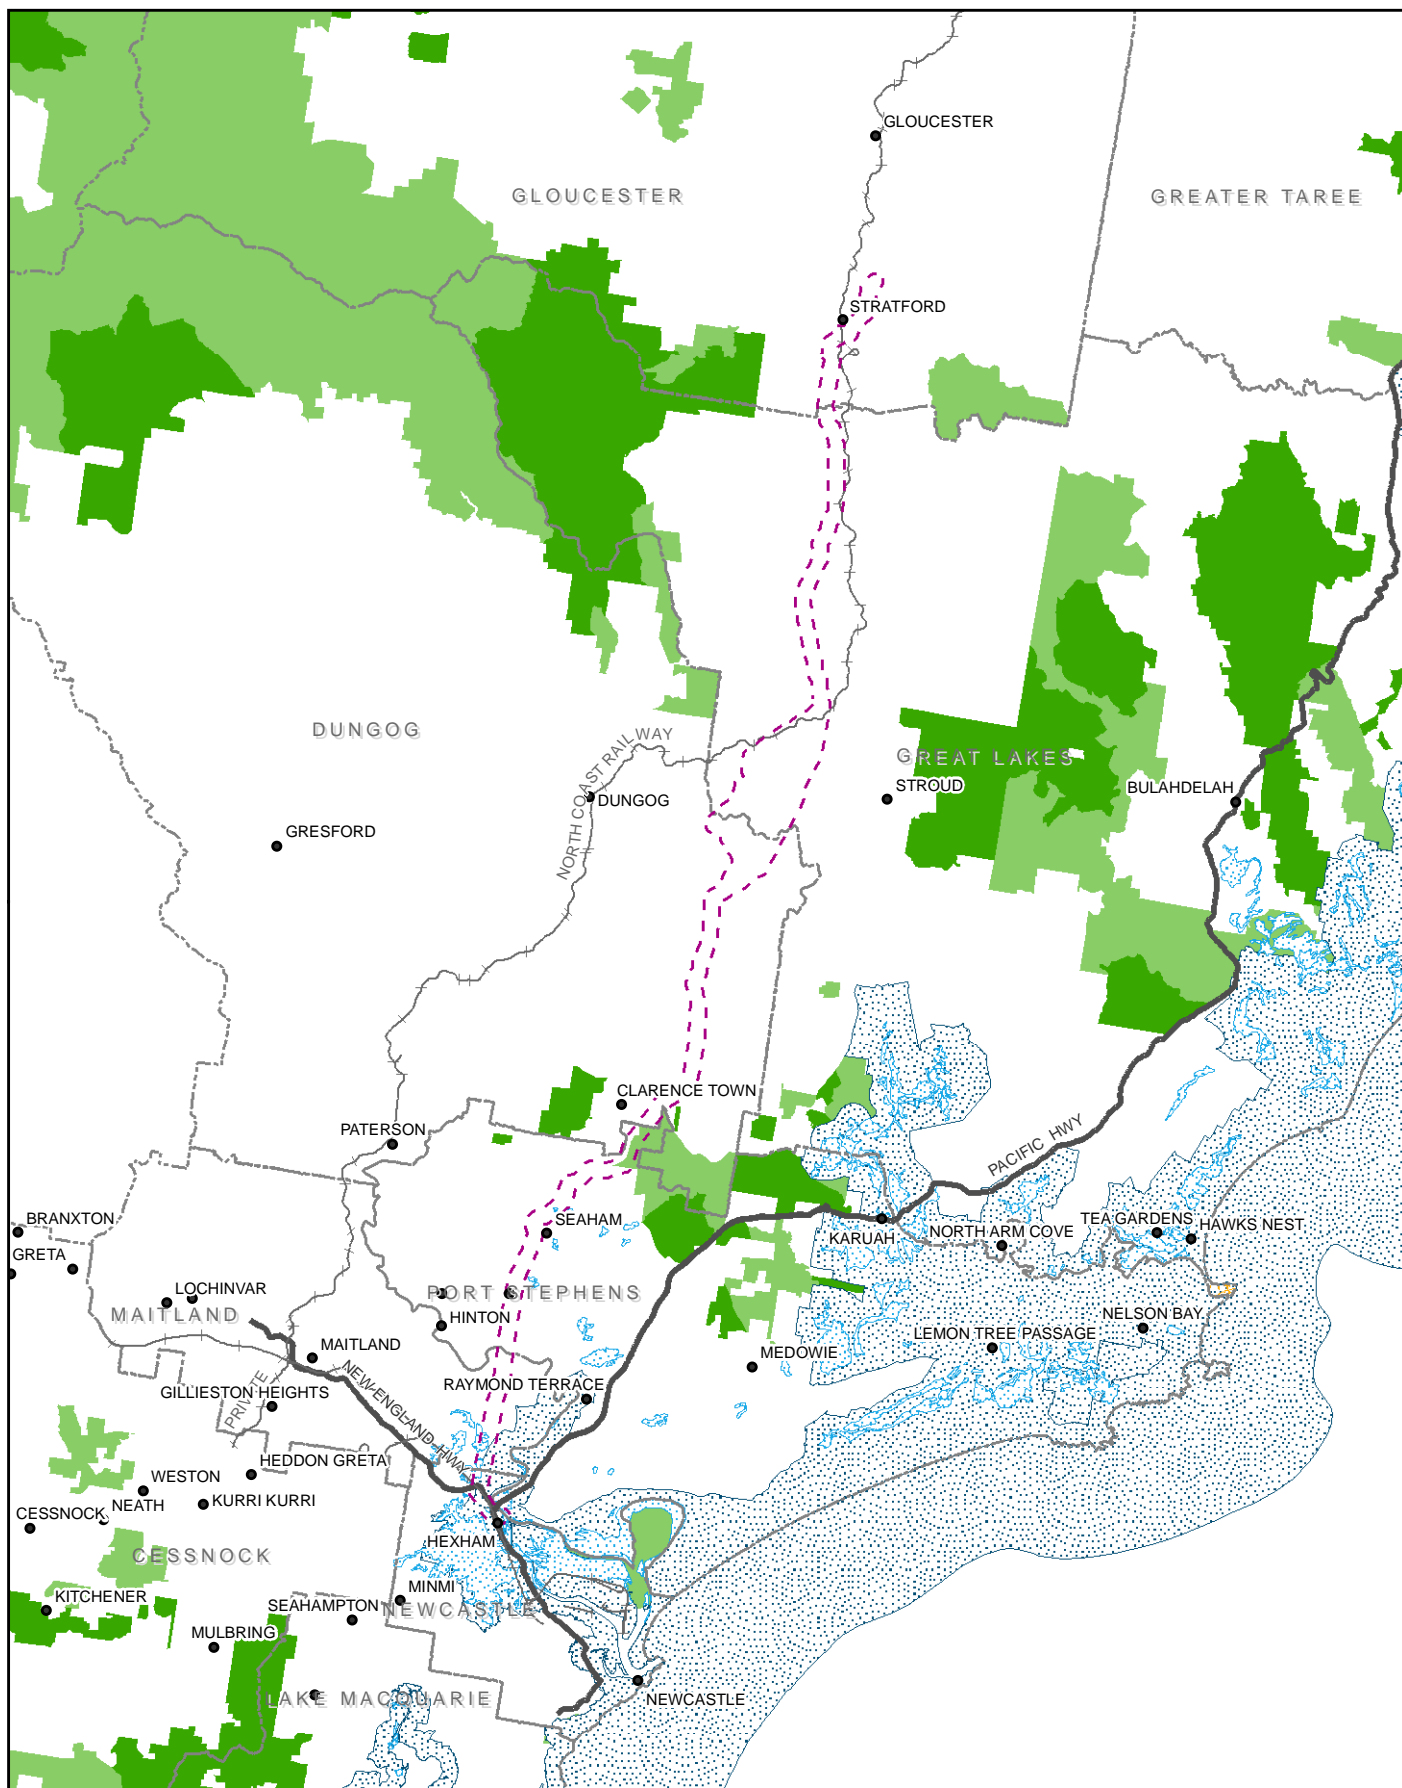 GLOUCESTER
GLOUCESTER
GREATER TAREE
STRATFORD
DUNGOG
NORTH COAST RAILWAY
GREAT LAKES
STROUD
BULAHDELAH
DUNGOG
GRESFORD
CLARENCE TOWN
PATERSON
PACIFIC HWY
BRANXTON
SEAHAM
KARUAH
NORTH ARM COVE
TEA GARDENS
HAWKS NEST
GRETA
LOCHINVAR
MAITLAND
PORT STEPHENS
HINTON
NELSON BAY
LEMON TREE PASSAGE
MAITLAND
MEDOWIE
NEW ENGLAND HWY
RAYMOND TERRACE
GILLIESTON HEIGHTS
PRIVATE
HEDDON GRETA
WESTON
KURRI KURRI
NEATH
CESSNOCK
HEXHAM
CESSNOCK
KITCHENER
MINMI
SEAHAMPTON
NEWCASTLE
MULBRING
LAKE MACQUARIE
NEWCASTLE